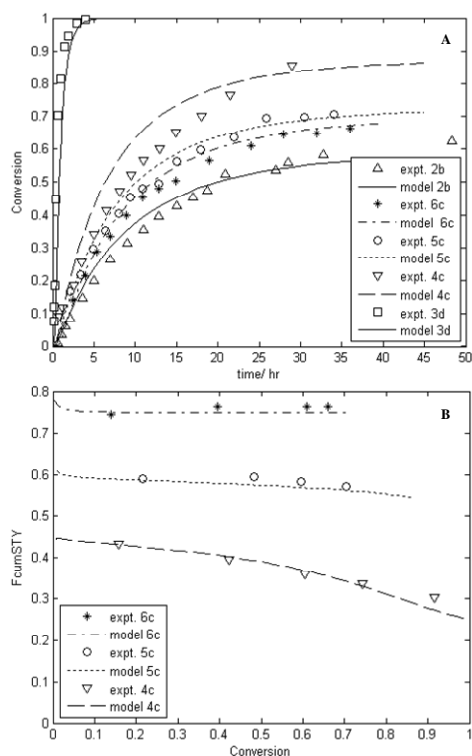 A
1
0.9
0.8
0.7
0.6
0.5
0.4
0.3
0.2
0.1
0
Conversion
expt. 2b
model 2b
expt. 6c
model 6c
expt. 5c
model 5c
expt. 4c
model 4c
expt. 3d
model 3d
0 5 10 15 20 25 30 35 40 45 50
time/ hr
B
0.8
0.7
0.6
0.5
0.4
0.3
0.2
0.1
0
FcumSTY
expt. 6c
model 6c
expt. 5c
model 5c
expt. 4c
model 4c
0 0.1 0.2 0.3 0.4 0.5 0.6 0.7 0.8 0.9 1
Conversion